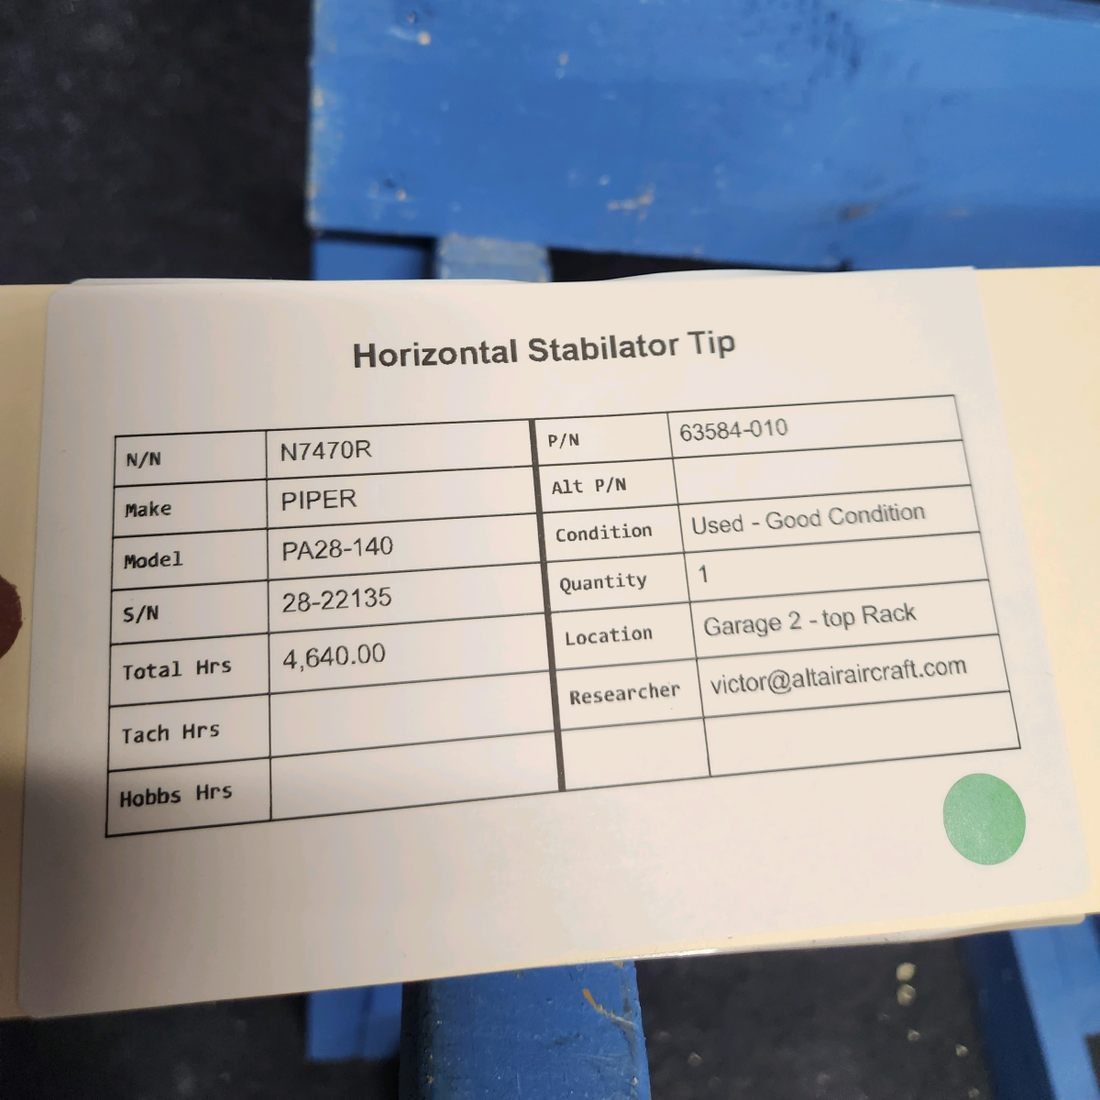 Horizontal Stabilator Tip
N/N N7470R P/N 63584-010
Make PIPER Alt P/N
Model PA28-140 Condition Used - Good Condition
S/N 28-22135 Quantity 1
Total Hrs 4,640.00 Location Garage 2 - top Rack
Tach Hrs Researcher victor@altairaircraft.com
Hobbs Hrs